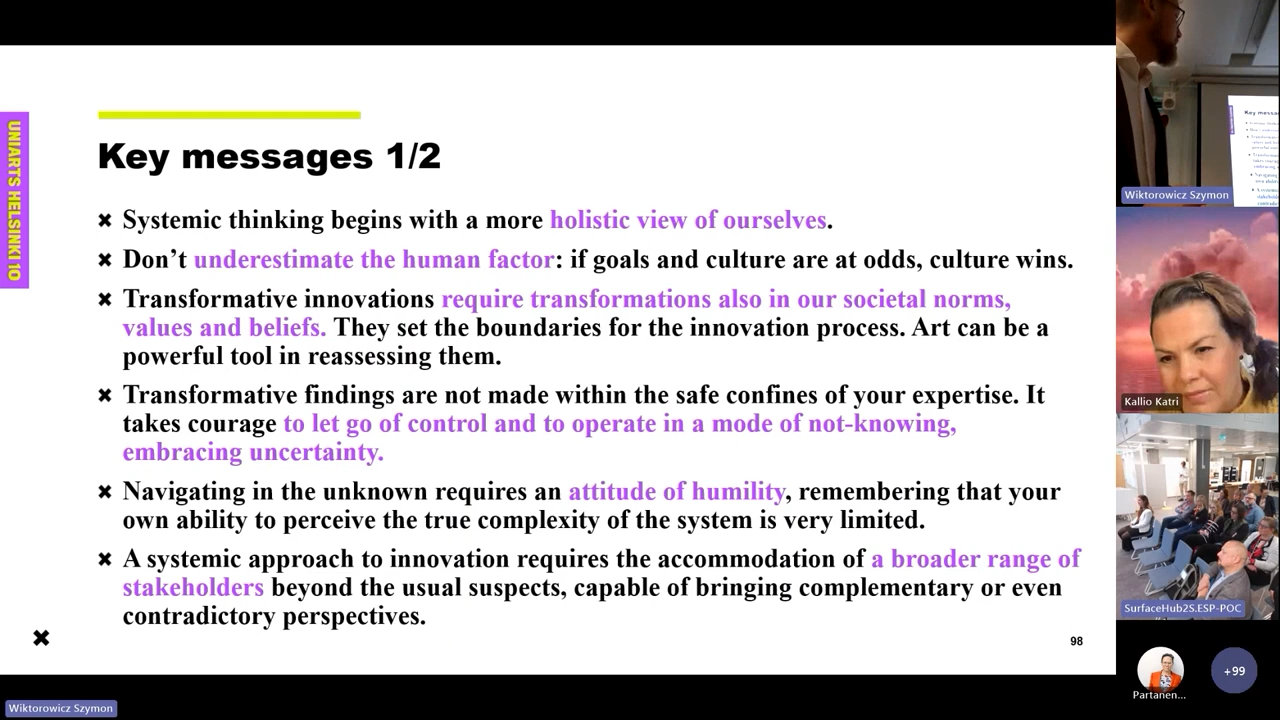 UNIARTS HELSINKI 10
Key messages 1/2
✖ Systemic thinking begins with a more holistic view of ourselves.
✖ Don’t underestimate the human factor: if goals and culture are at odds, culture wins.
✖ Transformative innovations require transformations also in our societal norms,
values and beliefs. They set the boundaries for the innovation process. Art can be a
powerful tool in reassessing them.
✖ Transformative findings are not made within the safe confines of your expertise. It
takes courage to let go of control and to operate in a mode of not-knowing,
embracing uncertainty.
✖ Navigating in the unknown requires an attitude of humility, remembering that your
own ability to perceive the true complexity of the system is very limited.
✖ A systemic approach to innovation requires the accommodation of a broader range of
stakeholders beyond the usual suspects, capable of bringing complementary or even
contradictory perspectives.
98
Wiktorowicz Szymon
Key messa
Wiktorowicz Szymon
Kallio Katri
SurfaceHub2S.ESP-POC
Partanen...
+99